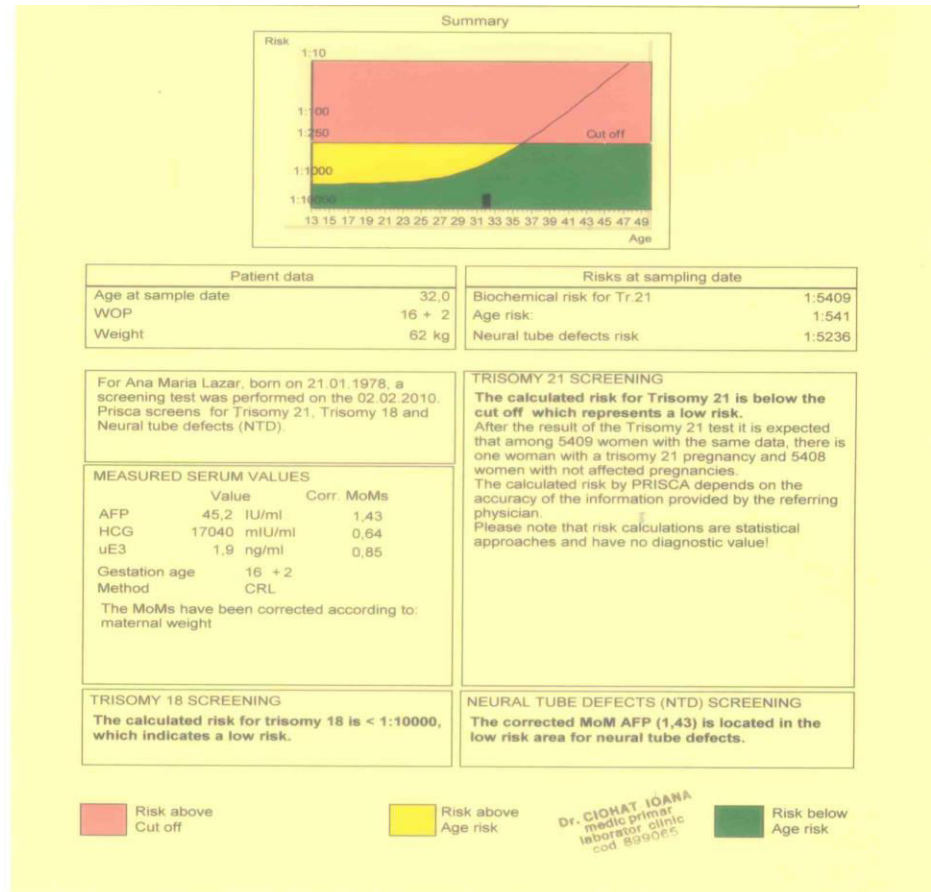 Summary
Risk
1:10
1:100
1:250
Cut off
1:1000
1:10000
13 15 17 19 21 23 25 27 29 31 33 35 37 39 41 43 45 47 49
Age
Patient data
Age at sample date 32,0
WOP 16 + 2
Weight 62 kg
Risks at sampling date
Biochemical risk for Tr.21 1:5409
Age risk: 1:541
Neural tube defects risk 1:5236
For Ana Maria Lazar, born on 21.01.1978, a
screening test was performed on the 02.02.2010.
Prisca screens for Trisomy 21, Trisomy 18 and
Neural tube defects (NTD).
MEASURED SERUM VALUES
Value Corr. MoMs
AFP 45,2 IU/ml 1,43
HCG 17040 mIU/ml 0,64
uE3 1,9 ng/ml 0,85
Gestation age 16 +2
Method CRL
The MoMs have been corrected according to:
maternal weight
TRISOMY 21 SCREENING
The calculated risk for Trisomy 21 is below the
cut off which represents a low risk.
After the result of the Trisomy 21 test it is expected
that among 5409 women with the same data, there is
one woman with a trisomy 21 pregnancy and 5408
women with not affected pregnancies.
The calculated risk by PRISCA depends on the
accuracy of the information provided by the referring
physician.
Please note that risk calculations are statistical
approaches and have no diagnostic value!
TRISOMY 18 SCREENING
The calculated risk for trisomy 18 is < 1:10000,
which indicates a low risk.
NEURAL TUBE DEFECTS (NTD) SCREENING
The corrected MoM AFP (1,43) is located in the
low risk area for neural tube defects.
Risk above
Cut off
Risk above
Age risk
Dr. CIOHAT IOANA
medic primar
laborator clinic
cod 899065
Risk below
Age risk